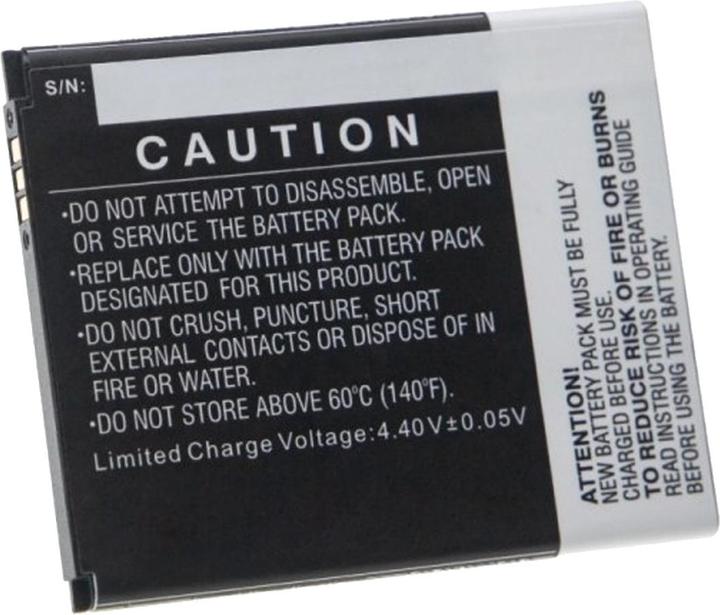 S/N:
CAUTION
•DO NOT ATTEMPT TO DISASSEMBLE, OPEN
OR SERVICE THE BATTERY PACK.
•REPLACE ONLY WITH THE BATTERY PACK
DESIGNATED FOR THIS PRODUCT.
•DO NOT CRUSH, PUNCTURE, SHORT
EXTERNAL CONTACTS OR DISPOSE OF IN
FIRE OR WATER.
•DO NOT STORE ABOVE 60°C (140°F).
Limited Charge Voltage:4.40V±0.05V
ATTENTION!
NEW BATTERY PACK MUST BE FULLY
CHARGED BEFORE USE.
TO REDUCE RISK OF FIRE OR BURNS
READ INSTRUCTIONS IN OPERATING GUIDE
BEFORE USING THE BATTERY.